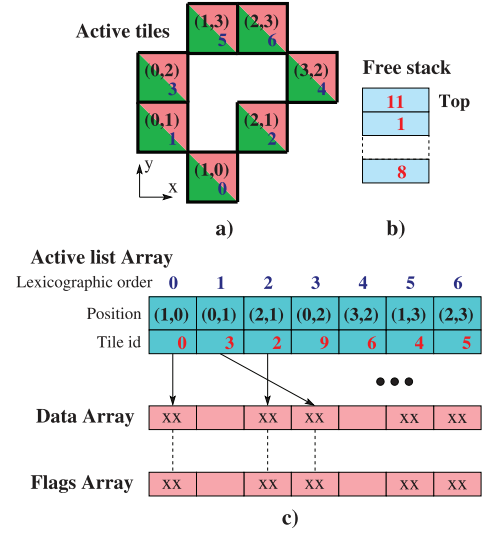 Active tiles
(1,3) (2,3)
5 6
(0,2) (3,2)
3 4
(0,1) (2,1)
1 2
(1,0)
0
y
x
a)
Free stack
11 Top
1
8
b)
Active list Array
Lexicographic order 0 1 2 3 4 5 6
Position (1,0) (0,1) (2,1) (0,2) (3,2) (1,3) (2,3)
Tile id 0 3 2 9 6 4 5
Data Array xx xx xx xx xx
Flags Array xx xx xx xx xx
c)